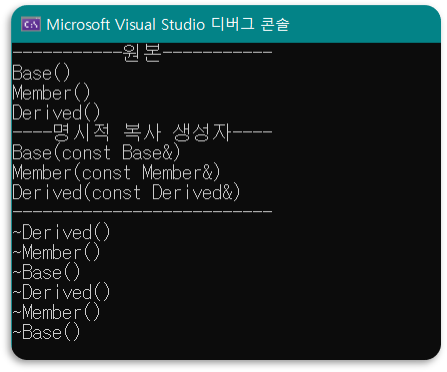 Microsoft Visual Studio 디버그 콘솔
-----------원본-----------
Base()
Member()
Derived()
----명시적 복사 생성자----
Base(const Base&)
Member(const Member&)
Derived(const Derived&)
--------------------------
~Derived()
~Member()
~Base()
~Derived()
~Member()
~Base()